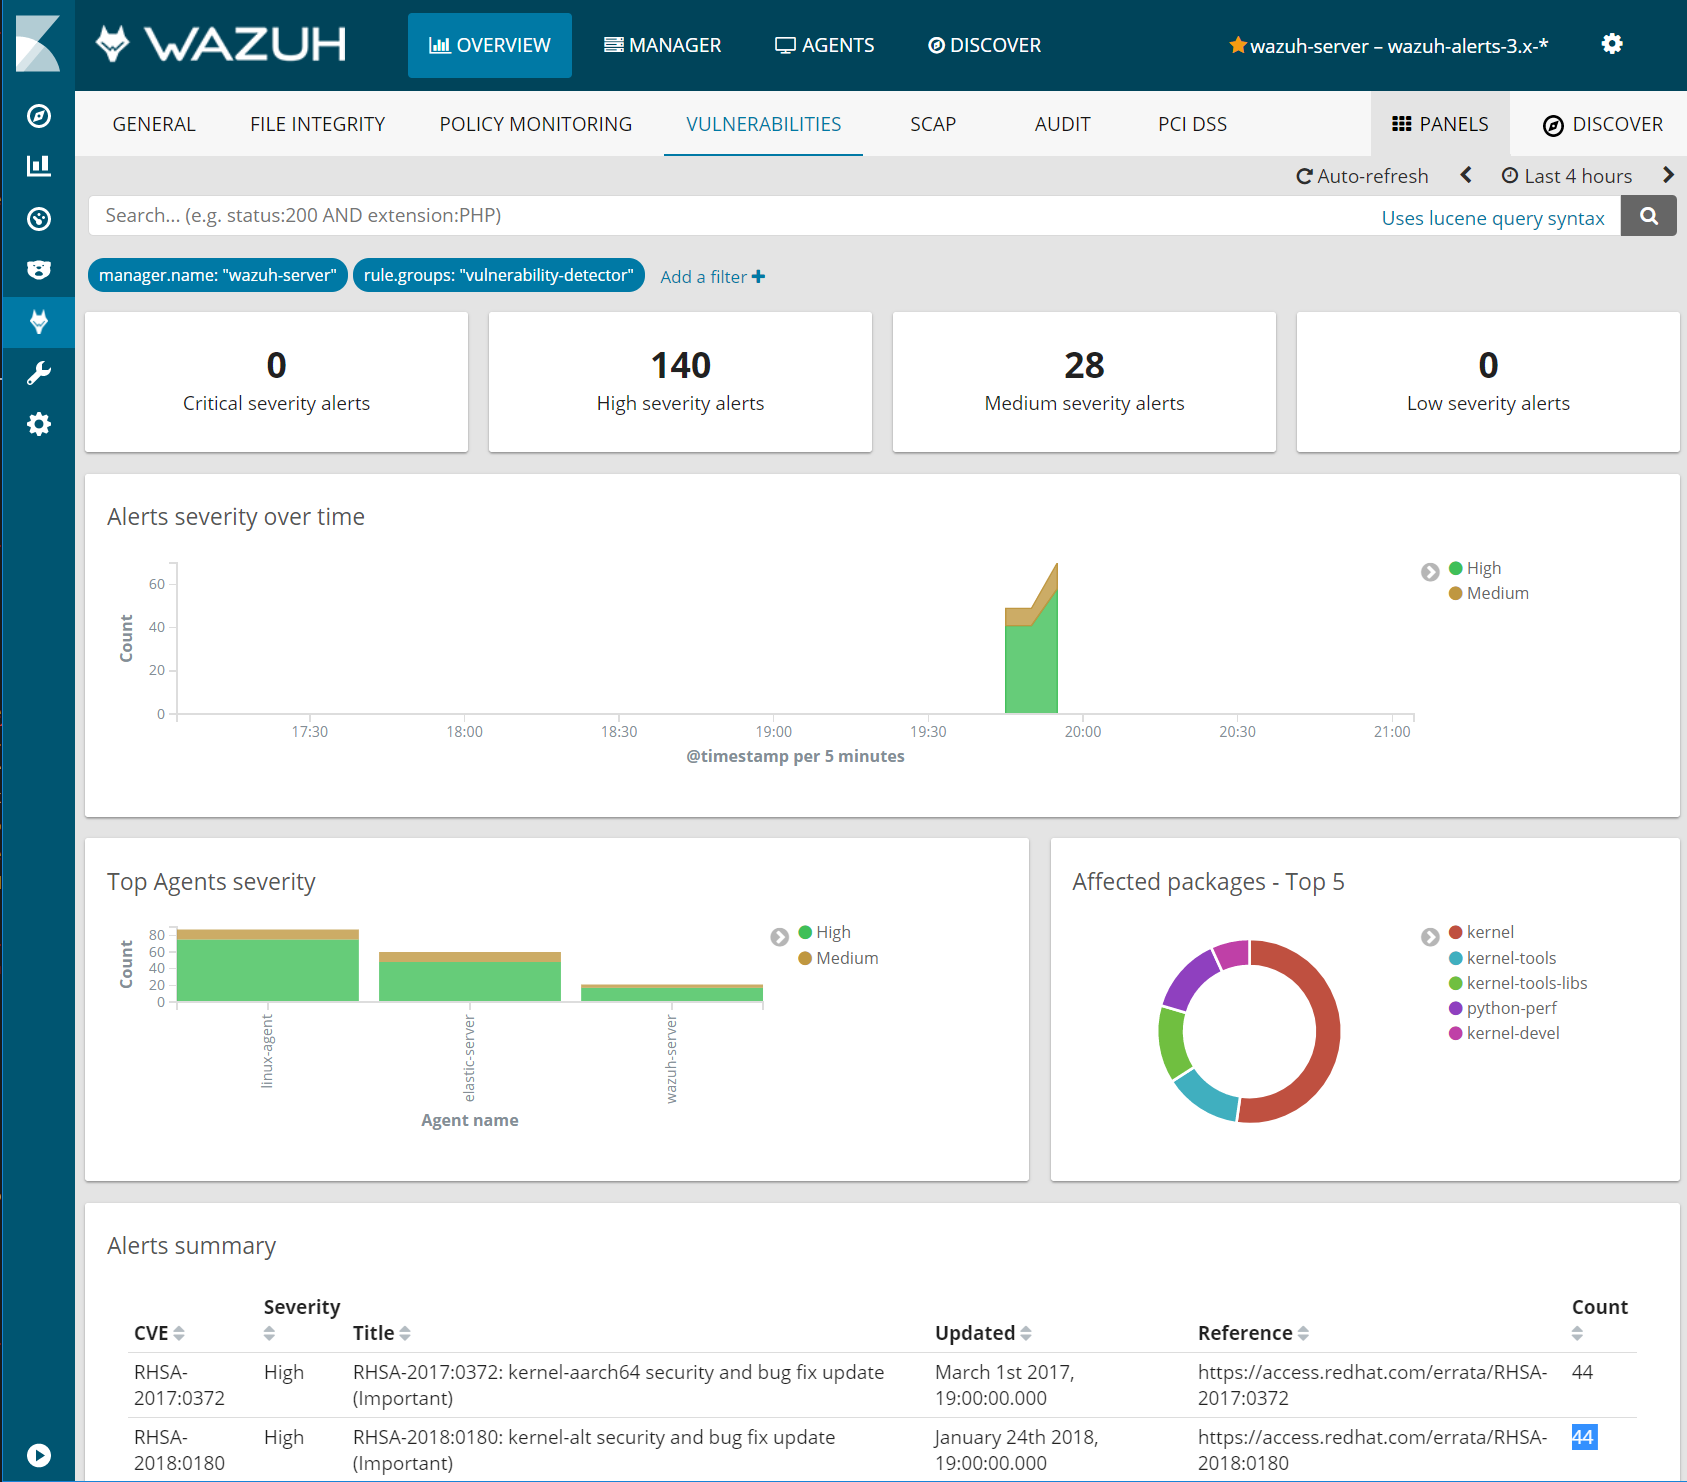 WAZUH OVERVIEW MANAGER AGENTS DISCOVER wazuh-server – wazuh-alerts-3.x-*
GENERAL FILE INTEGRITY POLICY MONITORING VULNERABILITIES SCAP AUDIT PCI DSS PANELS DISCOVER
Auto-refresh Last 4 hours
Search... (e.g. status:200 AND extension:PHP) Uses lucene query syntax
manager.name: "wazuh-server" rule.groups: "vulnerability-detector" Add a filter
0
Critical severity alerts
140
High severity alerts
28
Medium severity alerts
0
Low severity alerts
Alerts severity over time
Count
60
40
20
0
17:30 18:00 18:30 19:00 19:30 20:00 20:30 21:00
@timestamp per 5 minutes
High
Medium
Top Agents severity
Count
80
60
40
20
0
linux-agent
elastic-server
wazuh-server
Agent name
High
Medium
Affected packages - Top 5
kernel
kernel-tools
kernel-tools-libs
python-perf
kernel-devel
Alerts summary
CVE Severity Title Updated Reference Count
RHSA- High RHSA-2017:0372: kernel-aarch64 security and bug fix update March 1st 2017, https://access.redhat.com/errata/RHSA- 44
2017:0372 (Important) 19:00:00.000 2017:0372
RHSA- High RHSA-2018:0180: kernel-alt security and bug fix update January 24th 2018, https://access.redhat.com/errata/RHSA- 44
2018:0180 (Important) 19:00:00.000 2018:0180